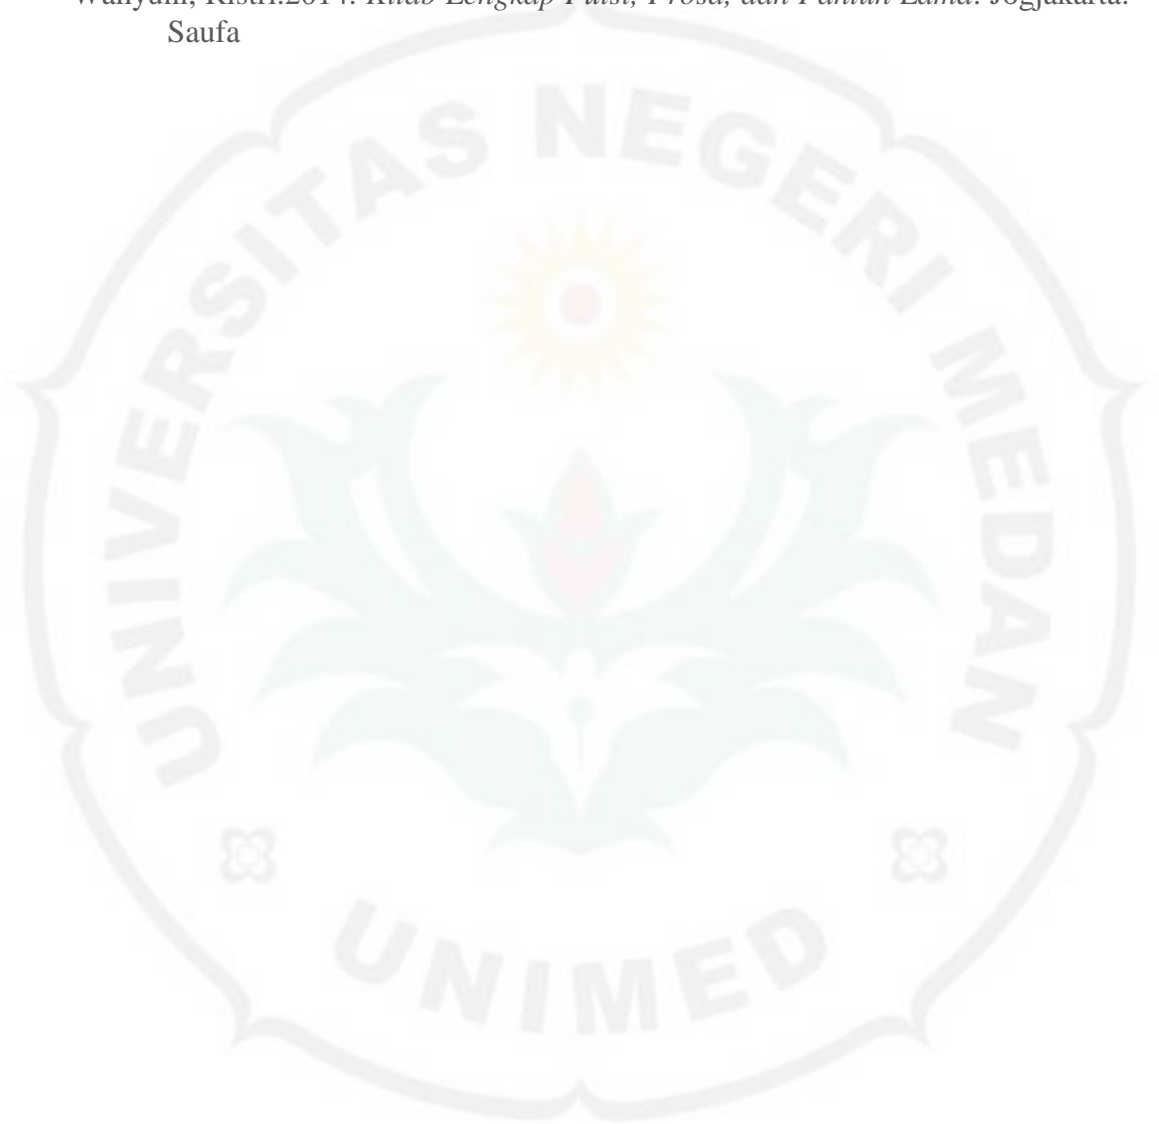 Wahyuni, Ristri.2014. Kitab Lengkap Puisi, Prosa, dan Pantun Lama. Jogjakarta:
Saufa
UNIVERSITAS NEGERI MEDAN
UNIMED